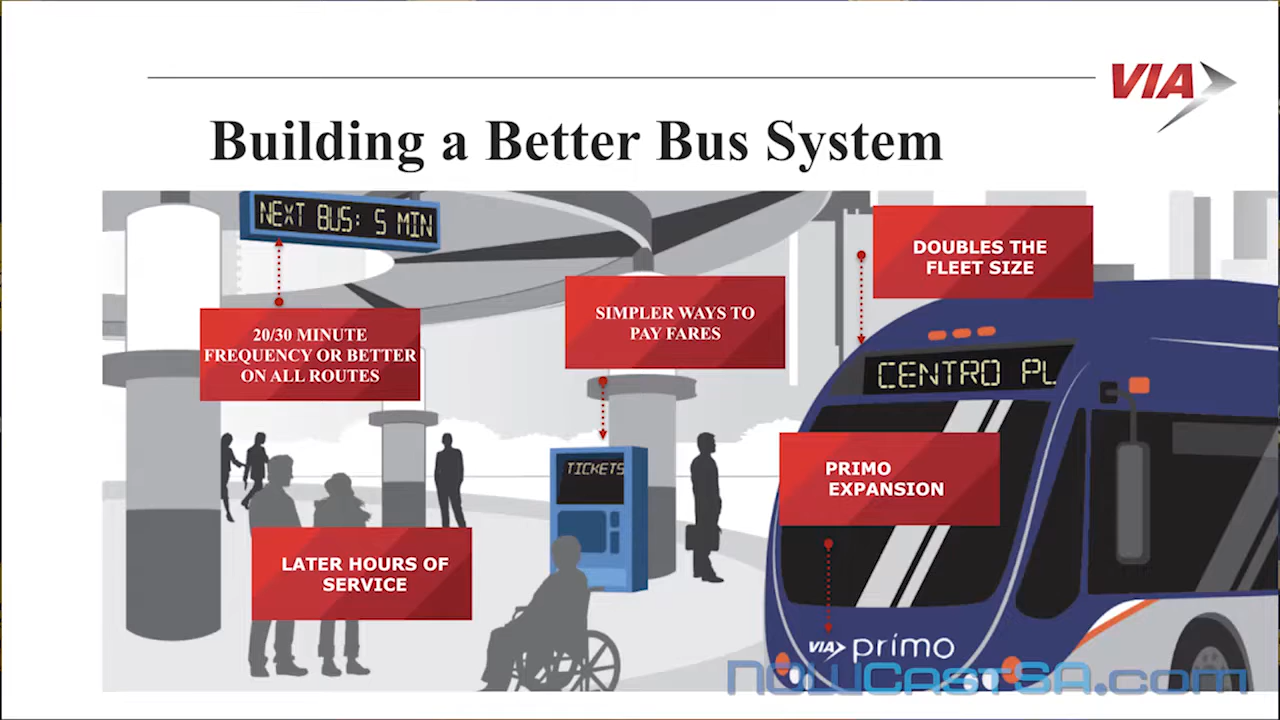 VIA
Building a Better Bus System
NEXT BUS: 5 MIN
20/30 MINUTE
FREQUENCY OR BETTER
ON ALL ROUTES
SIMPLER WAYS TO
PAY FARES
DOUBLES THE
FLEET SIZE
CENTRO PL
TICKETS
PRIMO
EXPANSION
LATER HOURS OF
SERVICE
VIA prímo
NOWCastSA.com